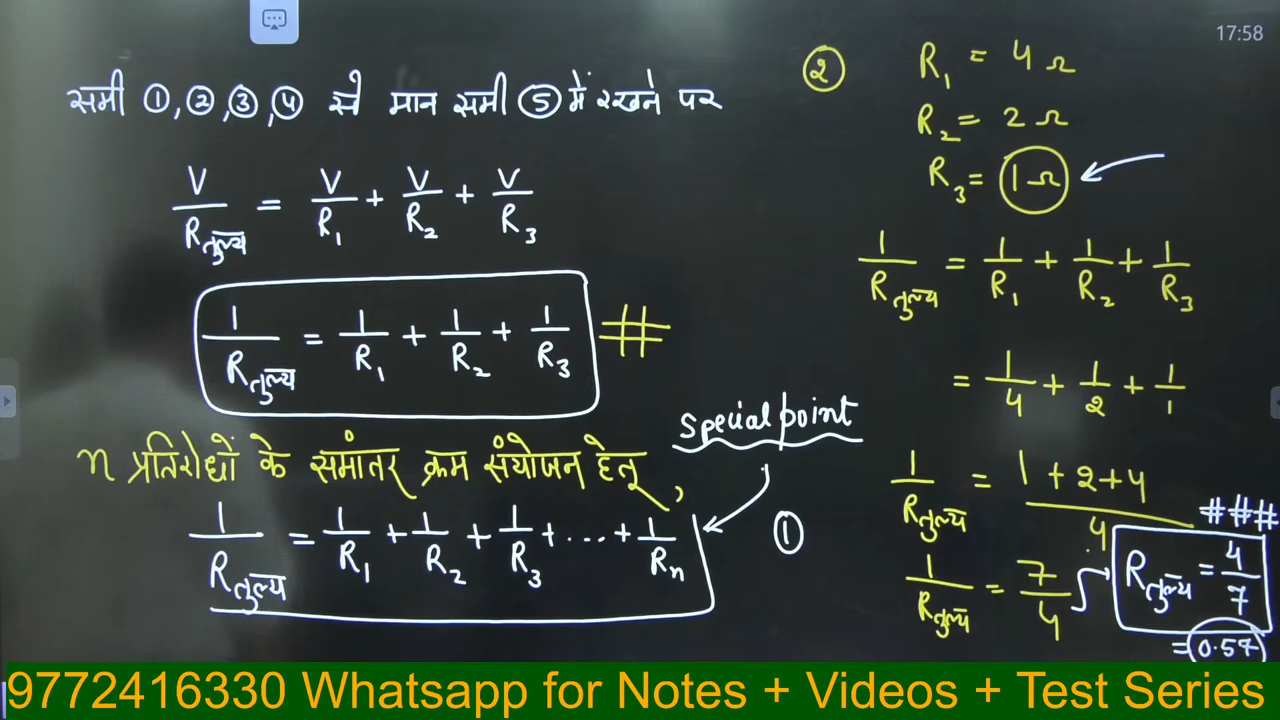 17:58
समी ①,②,③,④ से मान समी ⑤ में रखने पर
V/Rतुल्य = V/R₁ + V/R₂ + V/R₃
1/Rतुल्य = 1/R₁ + 1/R₂ + 1/R₃ #
n प्रतिरोधों के समांतर क्रम संयोजन हेतू,
special point
1/Rतुल्य = 1/R₁ + 1/R₂ + 1/R₃ + ... + 1/Rₙ
①
② R₁ = 4 Ω
R₂ = 2 Ω
R₃ = 1 Ω
1/Rतुल्य = 1/R₁ + 1/R₂ + 1/R₃
= 1/4 + 1/2 + 1/1
1/Rतुल्य = 1+2+4/4
###
1/Rतुल्य = 7/4
Rतुल्य = 4/7
= 0.57
9772416330 Whatsapp for Notes + Videos + Test Series